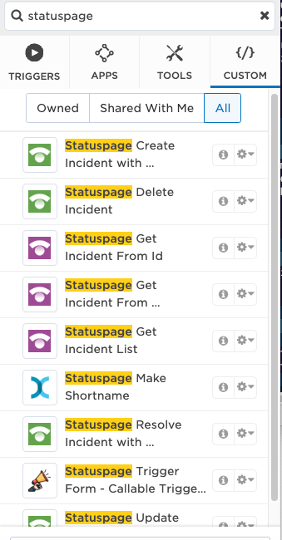 statuspage
TRIGGERS
APPS
TOOLS
{/}
CUSTOM
Owned
Shared With Me
All
Statuspage Create
Incident with ...
Statuspage Delete
Incident
Statuspage Get
Incident From Id
Statuspage Get
Incident From ...
Statuspage Get
Incident List
Statuspage Make
Shortname
Statuspage Resolve
Incident with ...
Statuspage Trigger
Form - Callable Trigge...
Statuspage Update